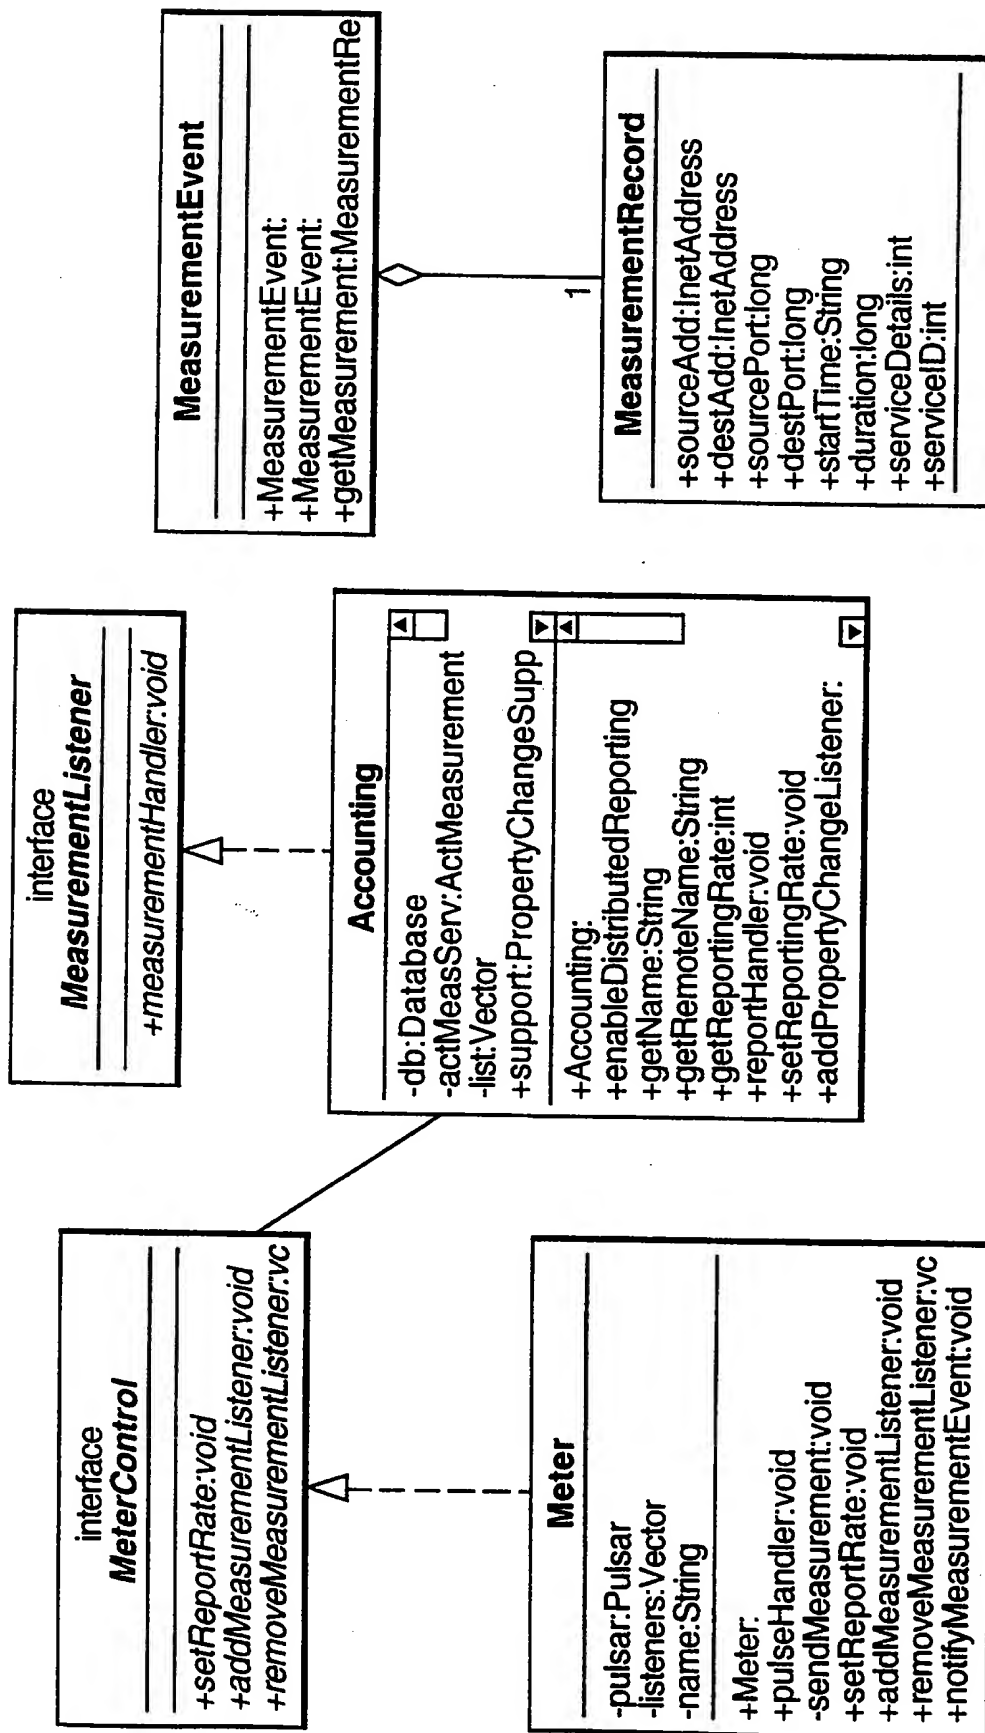 interface
MeterControl
+setReportRate:void
+addMeasurementListener:void
+removeMeasurementListener:vc
interface
MeasurementListener
+measurementHandler:void
MeasurementEvent
+MeasurementEvent:
+MeasurementEvent:
+getMeasurement:MeasurementRe
Meter
-pulsar:Pulsar
-listeners:Vector
-name:String
+Meter:
+pulseHandler:void
-sendMeasurement:void
+setReportRate:void
+addMeasurementListener:void
+removeMeasurementListener:vc
+notifyMeasurementEvent:void
Accounting
-db:Database
-actMeasServ:ActMeasurement
-list:Vector
+support:PropertyChangeSupp
+Accounting:
+enableDistributedReporting
+getName:String
+getRemoteName:String
+getReportingRate:int
+reportHandler:void
+setReportingRate:void
+addPropertyChangeListener:
1
MeasurementRecord
+sourceAdd:InetAddress
+destAdd:InetAddress
+sourcePort:long
+destPort:long
+startTime:String
+duration:long
+serviceDetails:int
+serviceID:int